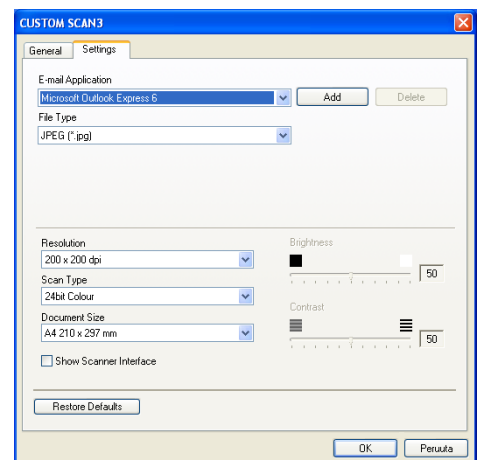 CUSTOM SCAN3
General Settings
E-mail Application
Microsoft Outlook Express 6 Add Delete
File Type
JPEG (*.jpg)
Resolution Brightness
200 x 200 dpi
50
Scan Type
24bit Colour
Contrast
Document Size
A4 210 x 297 mm
50
Show Scanner Interface
Restore Defaults
OK Peruuta